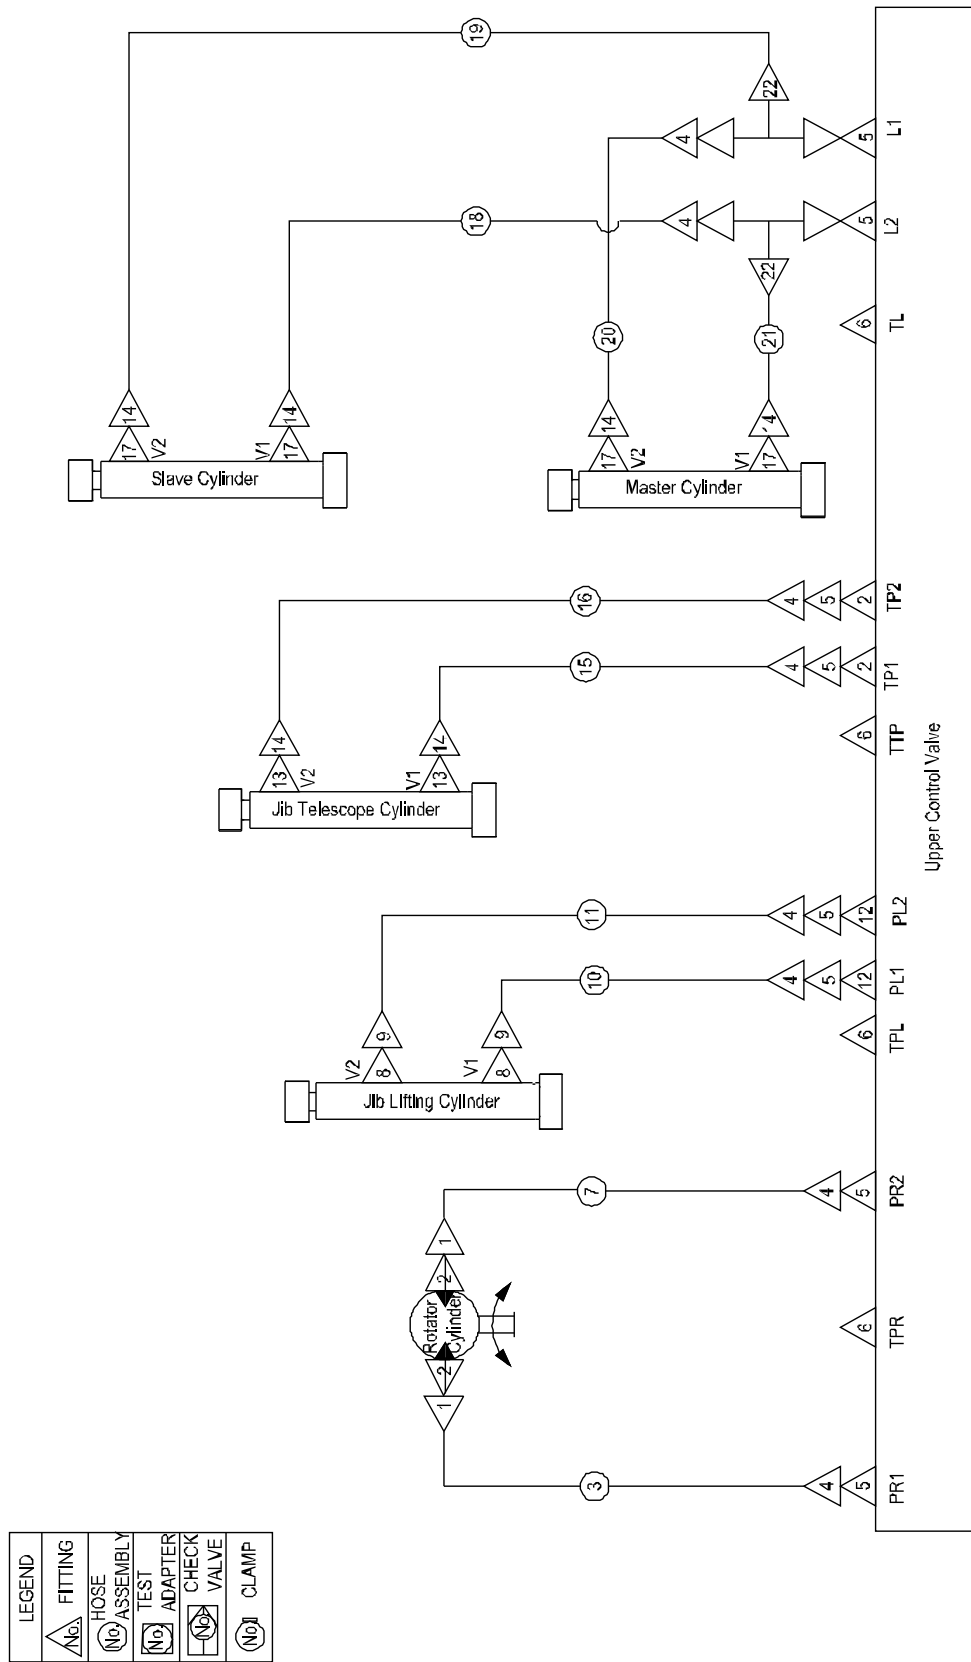 LEGEND
No. FITTING
No. HOSE ASSEMBLY
No. TEST ADAPTER
No. CHECK VALVE
No. CLAMP
19
22
4
5
L1
18
4
22
5
L2
20
21
6
TL
14
17
V2
14
17
V1
Slave Cylinder
14
17
V2
14
17
V1
Master Cylinder
16
4
5
2
TP2
15
4
5
2
TP1
14
13
V2
14
13
V1
6
TTP
Jib Telescope Cylinder
Upper Control Valve
11
4
5
12
PL2
10
4
5
12
PL1
9
8
V2
9
8
V1
6
TPL
Jib Lifting Cylinder
7
4
5
PR2
1
2
Rotator
Cylinder
2
1
6
TPR
3
4
5
PR1